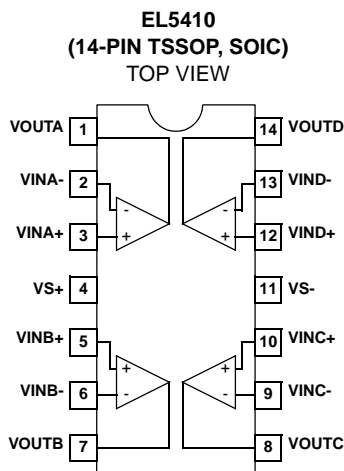 EL5410
(14-PIN TSSOP, SOIC)
TOP VIEW
VOUTA 1 14 VOUTD
VINA- 2 - - 13 VIND-
VINA+ 3 + + 12 VIND+
VS+ 4 11 VS-
VINB+ 5 + + 10 VINC+
VINB- 6 - - 9 VINC-
VOUTB 7 8 VOUTC